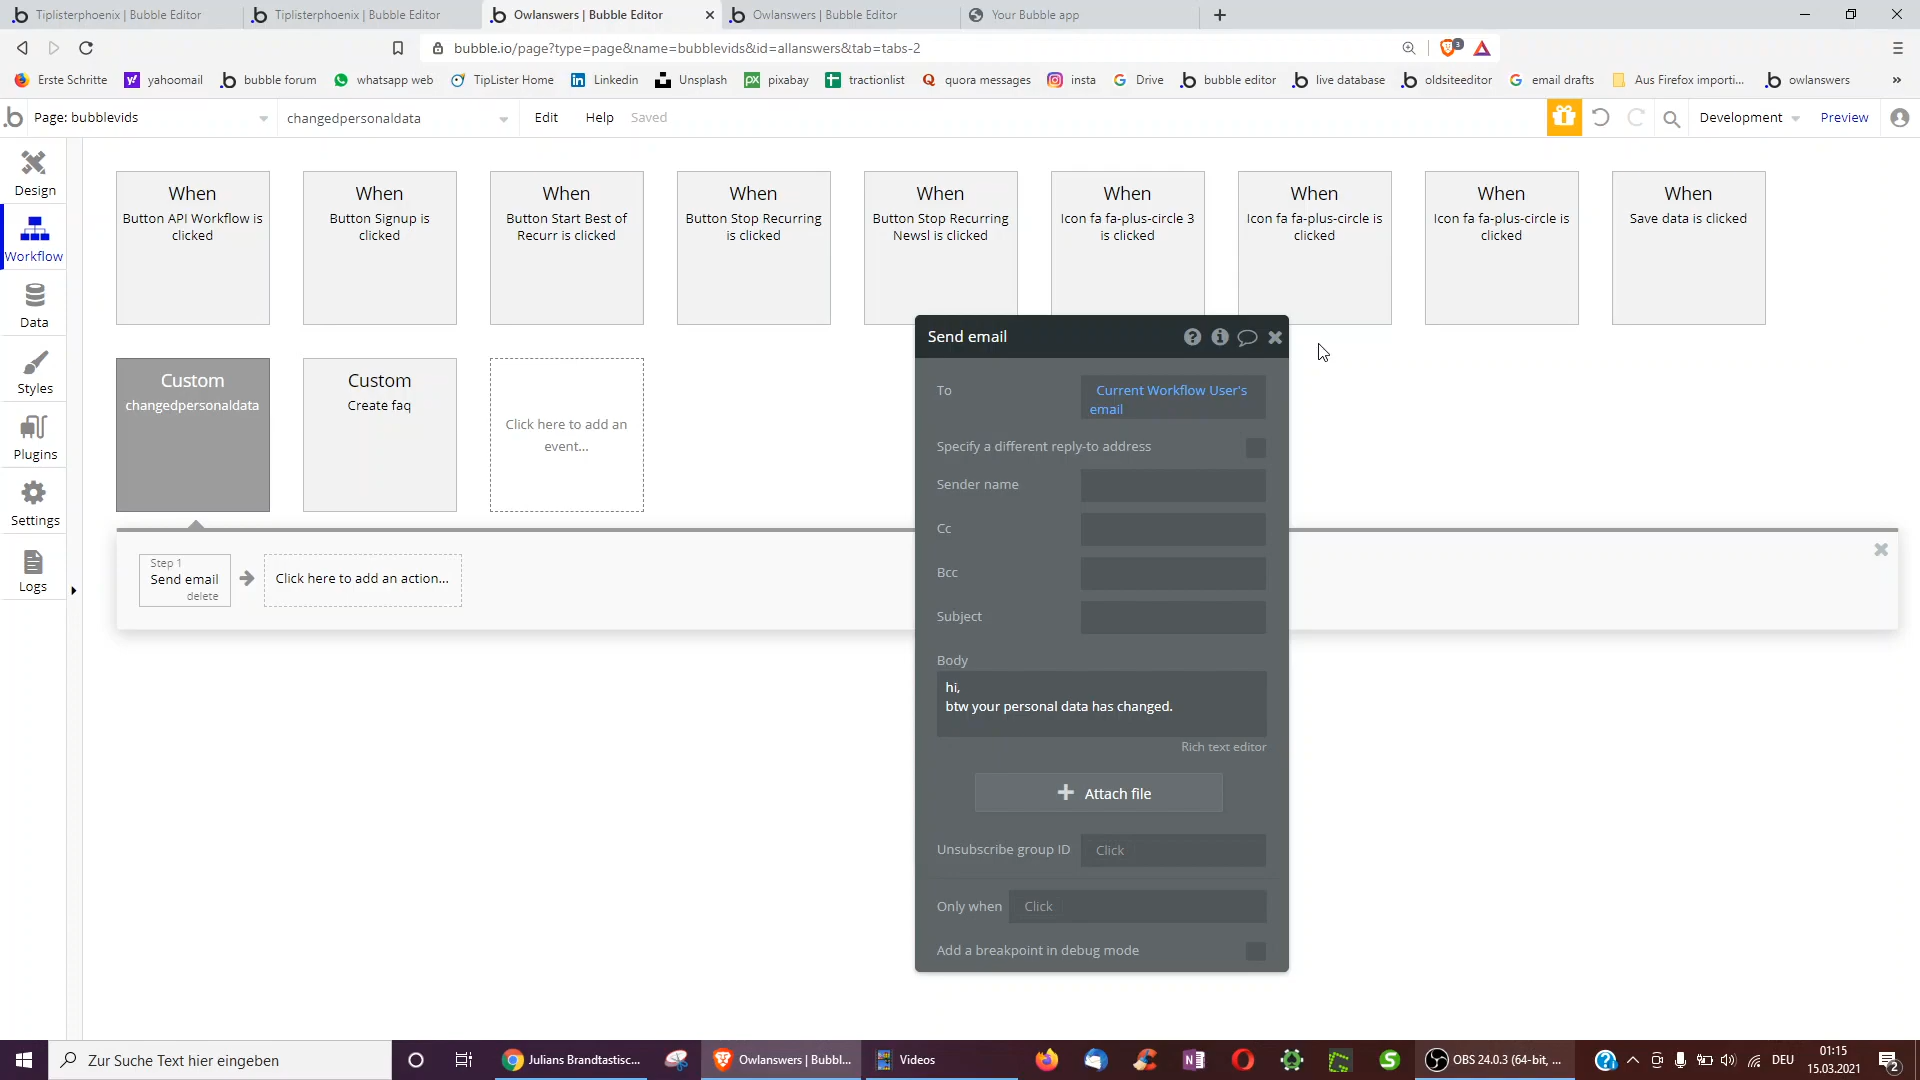 Tiplisterphoenix | Bubble Editor
Tiplisterphoenix | Bubble Editor
Owlanswers | Bubble Editor
Owlanswers | Bubble Editor
Your Bubble app
bubble.io/page?type=page&name=bubblevids&id=allanswers&tab=tabs-2
3
Erste Schritte
yahoomail
bubble forum
whatsapp web
TipLister Home
Linkedin
Unsplash
pixabay
tractionlist
quora messages
insta
Drive
bubble editor
live database
oldsiteeditor
email drafts
Aus Firefox importi...
owlanswers
»
Page: bubblevids
changedpersonaldata
Edit
Help
Saved
Development
Preview
Design
Workflow
Data
Styles
Plugins
Settings
Logs
When
Button API Workflow is
clicked
When
Button Signup is
clicked
When
Button Start Best of
Recurr is clicked
When
Button Stop Recurring
is clicked
When
Button Stop Recurring
Newsl is clicked
When
Icon fa fa-plus-circle 3
is clicked
When
Icon fa fa-plus-circle is
clicked
When
Icon fa fa-plus-circle is
clicked
When
Save data is clicked
Custom
changedpersonaldata
Custom
Create faq
Click here to add an
event...
Step 1
Send email
delete
Click here to add an action...
Send email
To
Current Workflow User's
email
Specify a different reply-to address
Sender name
Cc
Bcc
Subject
Body
hi,
btw your personal data has changed.
Rich text editor
Attach file
Unsubscribe group ID
Click
Only when
Click
Add a breakpoint in debug mode
Zur Suche Text hier eingeben
Julians Brandtastisc...
Owlanswers | Bubbl...
Videos
OBS 24.0.3 (64-bit, ...
DEU
01:15
15.03.2021
2